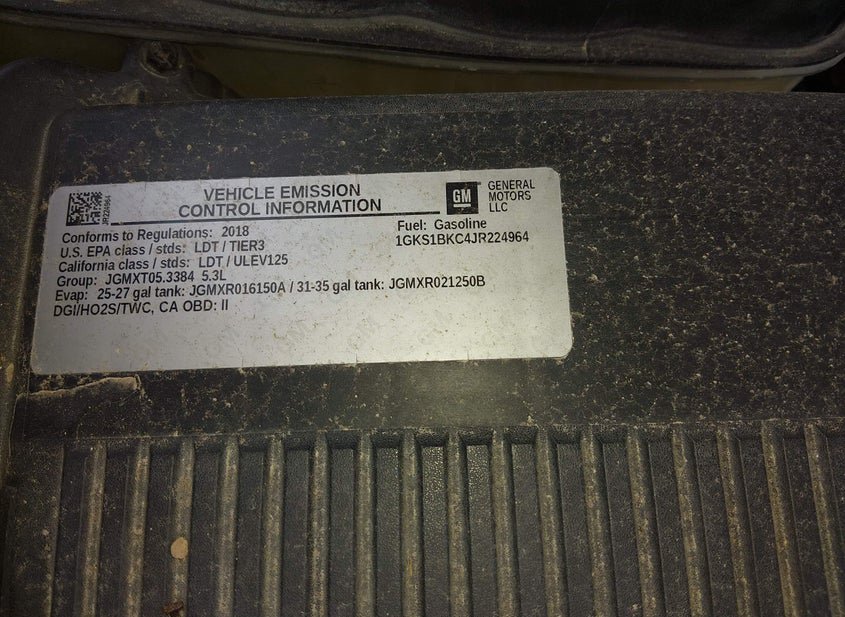 VEHICLE EMISSION
CONTROL INFORMATION
GM
GENERAL
MOTORS
LLC
JR224964
Conforms to Regulations: 2018
Fuel: Gasoline
U.S. EPA class / stds: LDT / TIER3
1GKS1BKC4JR224964
California class / stds: LDT / ULEV125
Group: JGMXT05.3384 5.3L
Evap: 25-27 gal tank: JGMXR016150A / 31-35 gal tank: JGMXR021250B
DGI/HO2S/TWC, CA OBD: II